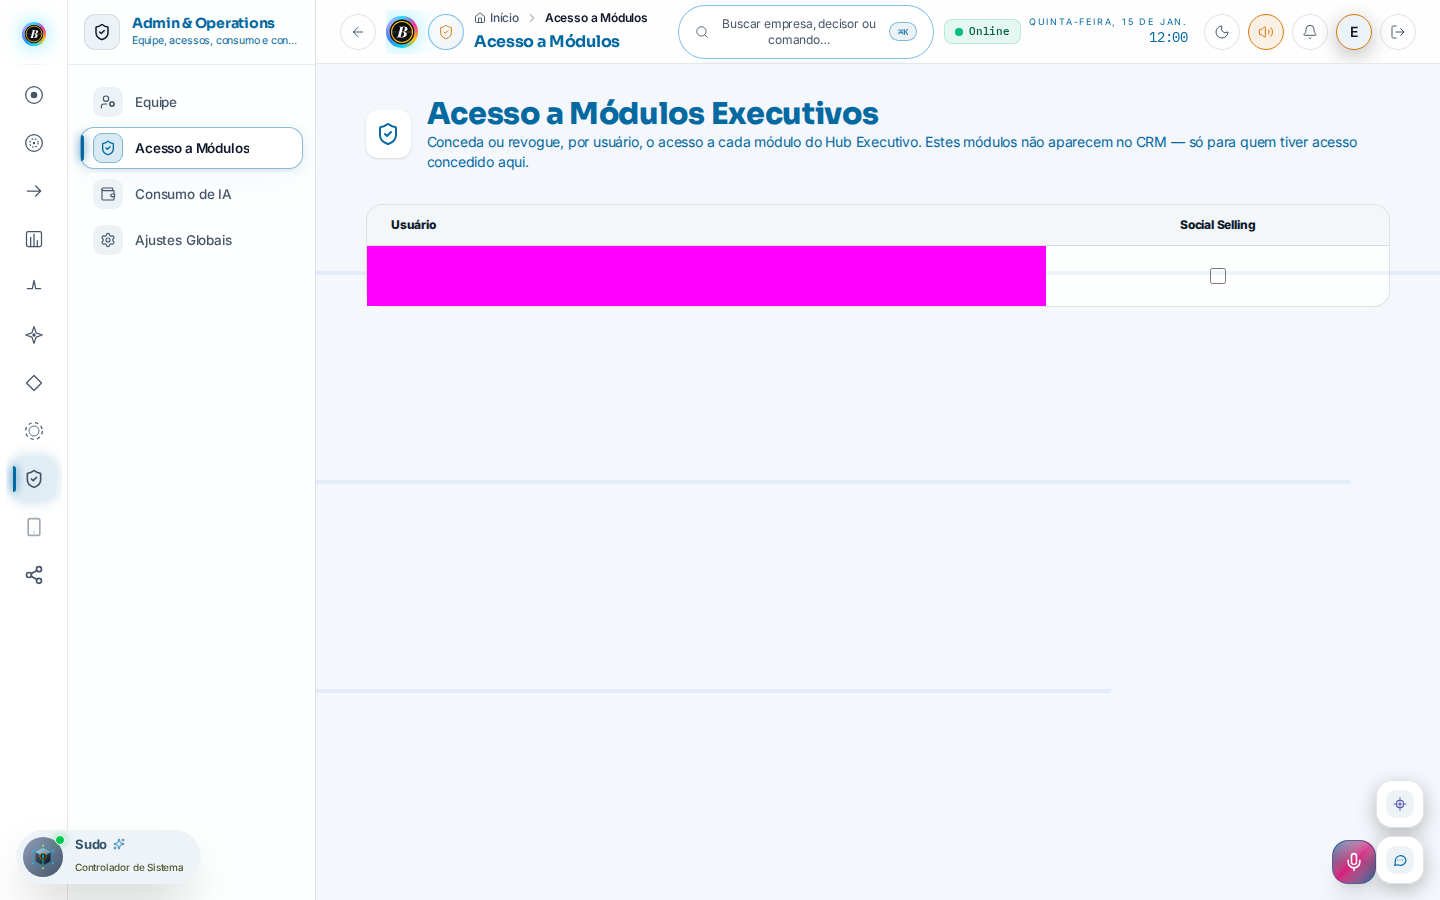 Admin & Operations
Equipe, acessos, consumo e con...
Equipe
Acesso a Módulos
Consumo de IA
Ajustes Globais
Sudo
Controlador de Sistema
B
Início
Acesso a Módulos
Acesso a Módulos
Buscar empresa, decisor ou
comando...
⌘K
Online
QUINTA-FEIRA, 15 DE JAN.
12:00
E
Acesso a Módulos Executivos
Conceda ou revogue, por usuário, o acesso a cada módulo do Hub Executivo. Estes módulos não aparecem no CRM — só para quem tiver acesso
concedido aqui.
Usuário
Social Selling